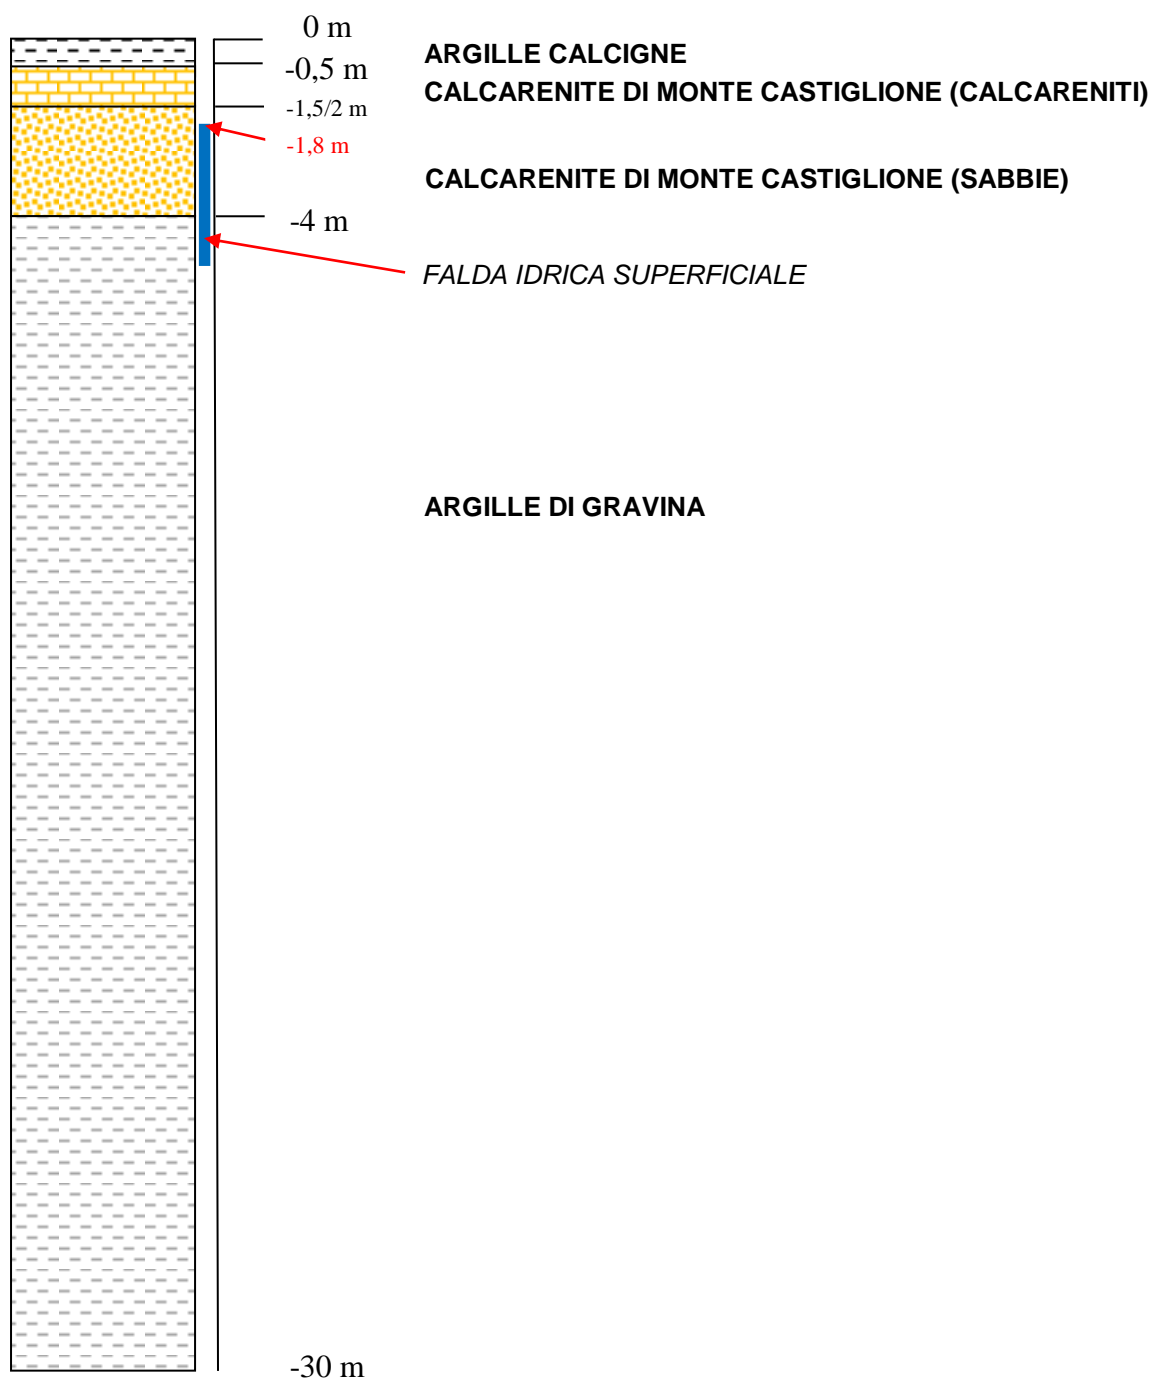 0 m
ARGILLE CALCIGNE
-0,5 m
CALCARENITE DI MONTE CASTIGLIONE (CALCARENITI)
-1,5/2 m
-1,8 m
CALCARENITE DI MONTE CASTIGLIONE (SABBIE)
-4 m
FALDA IDRICA SUPERFICIALE
ARGILLE DI GRAVINA
-30 m